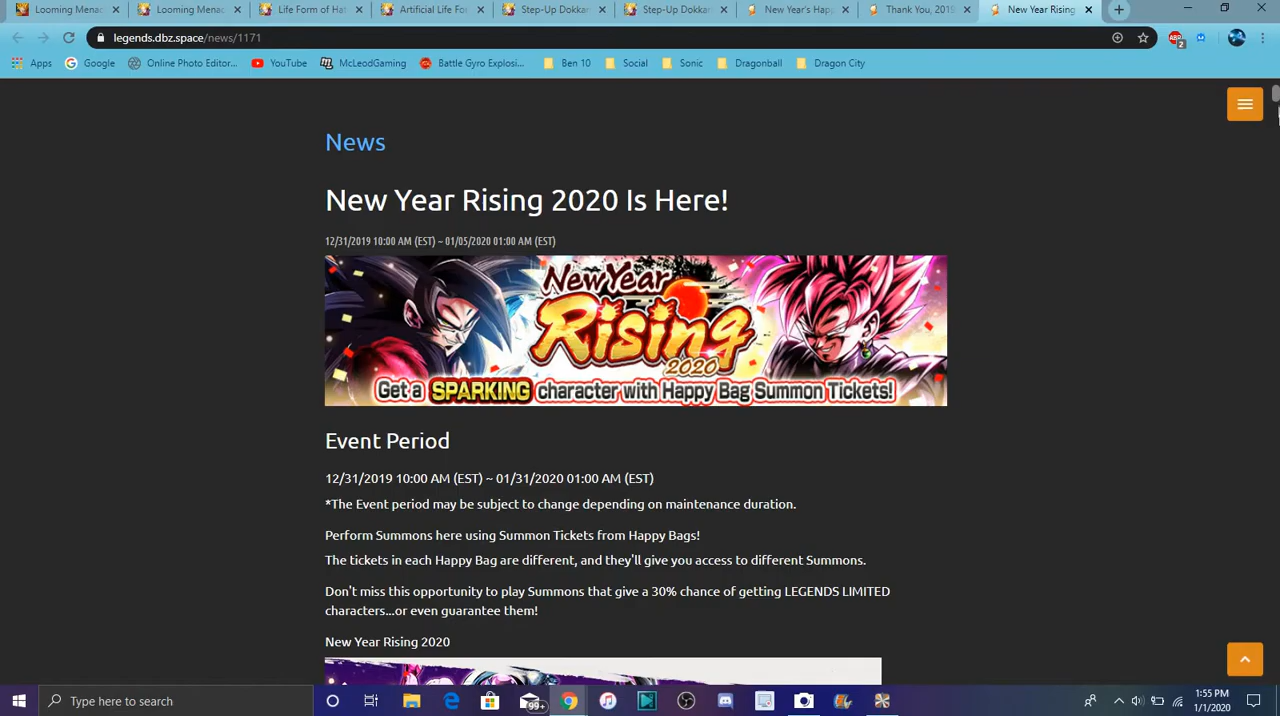 Looming Menac
Looming Menac
Life Form of Hat
Artificial Life Fo
Step-Up Dokkan
Step-Up Dokkan
New Year's Happ
Thank You, 2019
New Year Rising
legends.dbz.space/news/1171
ABP
2
Apps
Google
Online Photo Editor...
YouTube
McLeodGaming
Battle Gyro Explosi...
Ben 10
Social
Sonic
Dragonball
Dragon City
News
New Year Rising 2020 Is Here!
12/31/2019 10:00 AM (EST) ~ 01/05/2020 01:00 AM (EST)
New Year
Rising
2020
Get a SPARKING character with Happy Bag Summon Tickets!
Event Period
12/31/2019 10:00 AM (EST) ~ 01/31/2020 01:00 AM (EST)
*The Event period may be subject to change depending on maintenance duration.
Perform Summons here using Summon Tickets from Happy Bags!
The tickets in each Happy Bag are different, and they'll give you access to different Summons.
Don't miss this opportunity to play Summons that give a 30% chance of getting LEGENDS LIMITED
characters...or even guarantee them!
New Year Rising 2020
Type here to search
99+
1:55 PM
1/1/2020